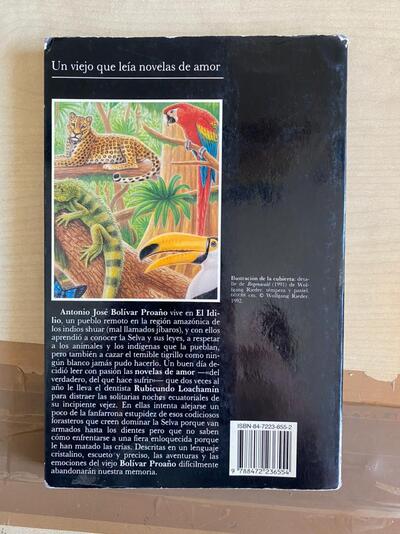 Un viejo que leía novelas de amor
Ilustración de la cubierta: deta-
lle de Regenwald (1991) de Wol-
fgang Rieder, témpera y pastel,
60×88 cm. © Wolfgang Rieder,
1992.
Antonio José Bolívar Proaño vive en El Idi-
lio, un pueblo remoto en la región amazónica de
los indios shuar (mal llamados jíbaros), y con ellos
aprendió a conocer la Selva y sus leyes, a respetar
a los animales y los indígenas que la pueblan,
pero también a cazar el temible tigrillo como nin-
gún blanco jamás pudo hacerlo. Un buen día de-
cidió leer con pasión las novelas de amor —«del
verdadero, del que hace sufrir»— que dos veces al
año le lleva el dentista Rubicundo Loachamín
para distraer las solitarias noches ecuatoriales de
su incipiente vejez. En ellas intenta alejarse un
poco de la fanfarrona estupidez de esos codiciosos
forasteros que creen dominar la Selva porque van
armados hasta los dientes pero que no saben
cómo enfrentarse a una fiera enloquecida porque
le han matado las crías. Descritas en un lenguaje
cristalino, escueto y preciso, las aventuras y las
emociones del viejo Bolívar Proaño difícilmente
abandonarán nuestra memoria.
ISBN 84-7223-655-2
9 788472 236554